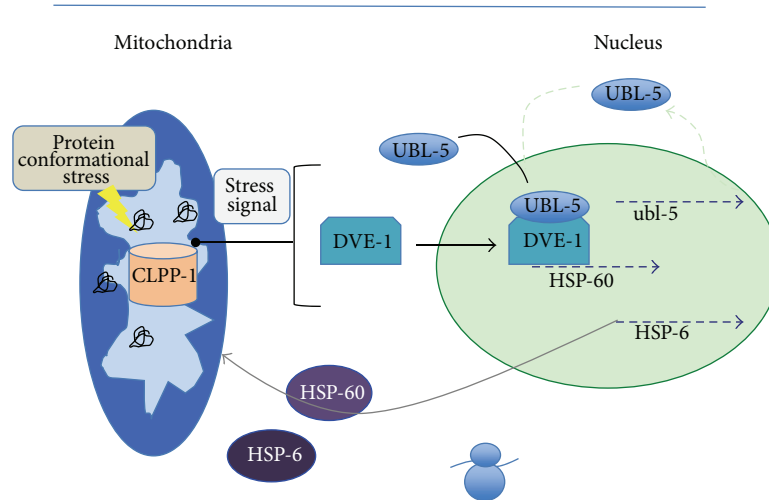 Mitochondria
Nucleus
UBL-5
Protein
conformational
stress
UBL-5
Stress
signal
UBL-5
ubl-5
DVE-1
DVE-1
CLPP-1
HSP-60
HSP-6
HSP-60
HSP-6